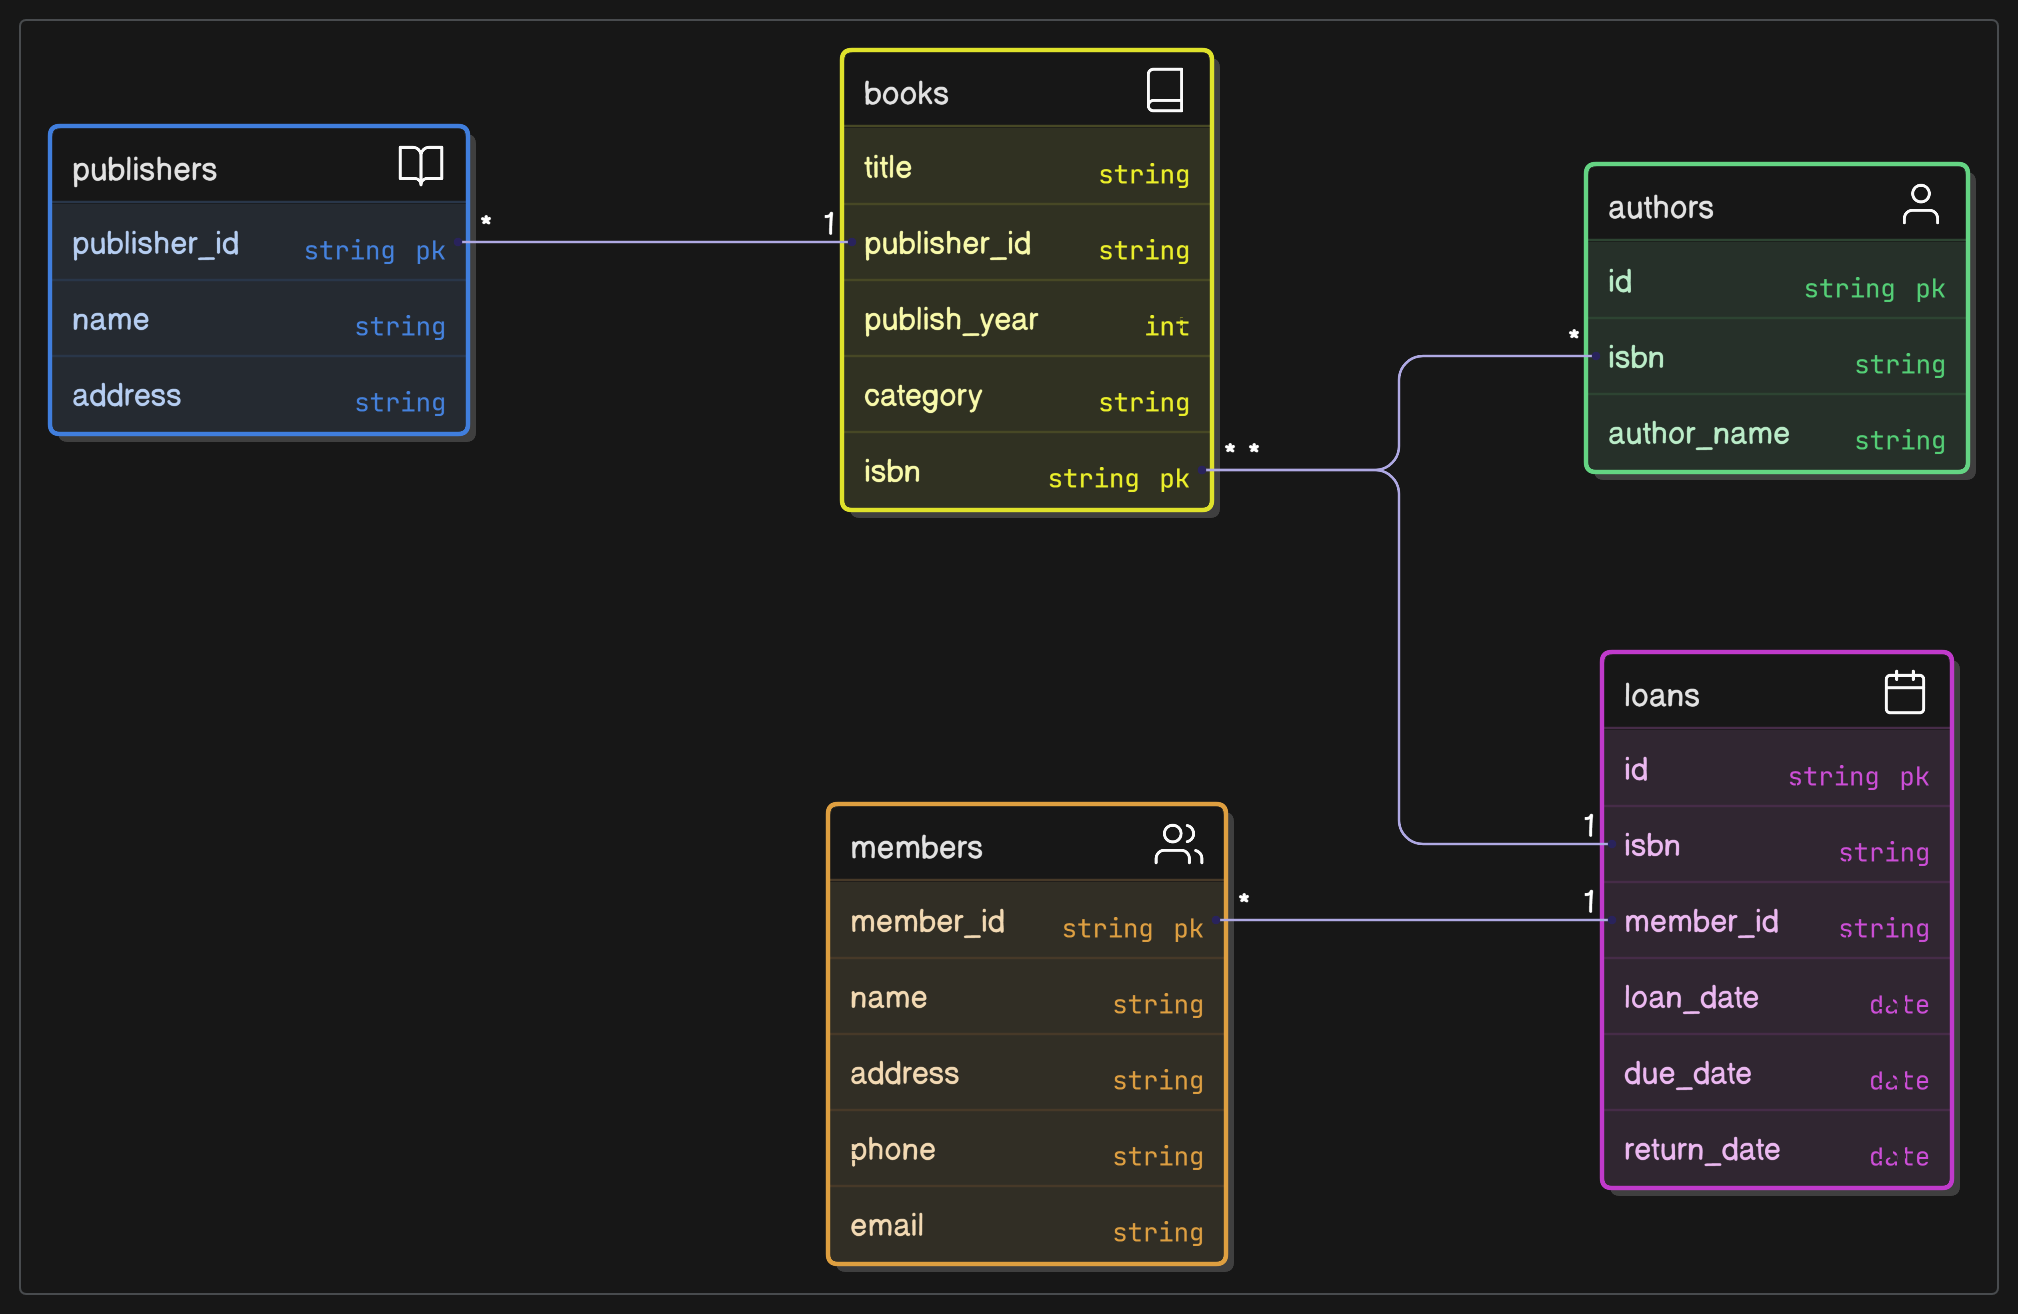 publishers
publisher_id string pk
name string
address string
* 1
books
title string
publisher_id string
publish_year int
category string
isbn string pk
* *
authors
id string pk
* isbn string
author_name string
members
member_id string pk
name string
address string
phone string
email string
*
loans
id string pk
1 isbn string
1 member_id string
loan_date date
due_date date
return_date date